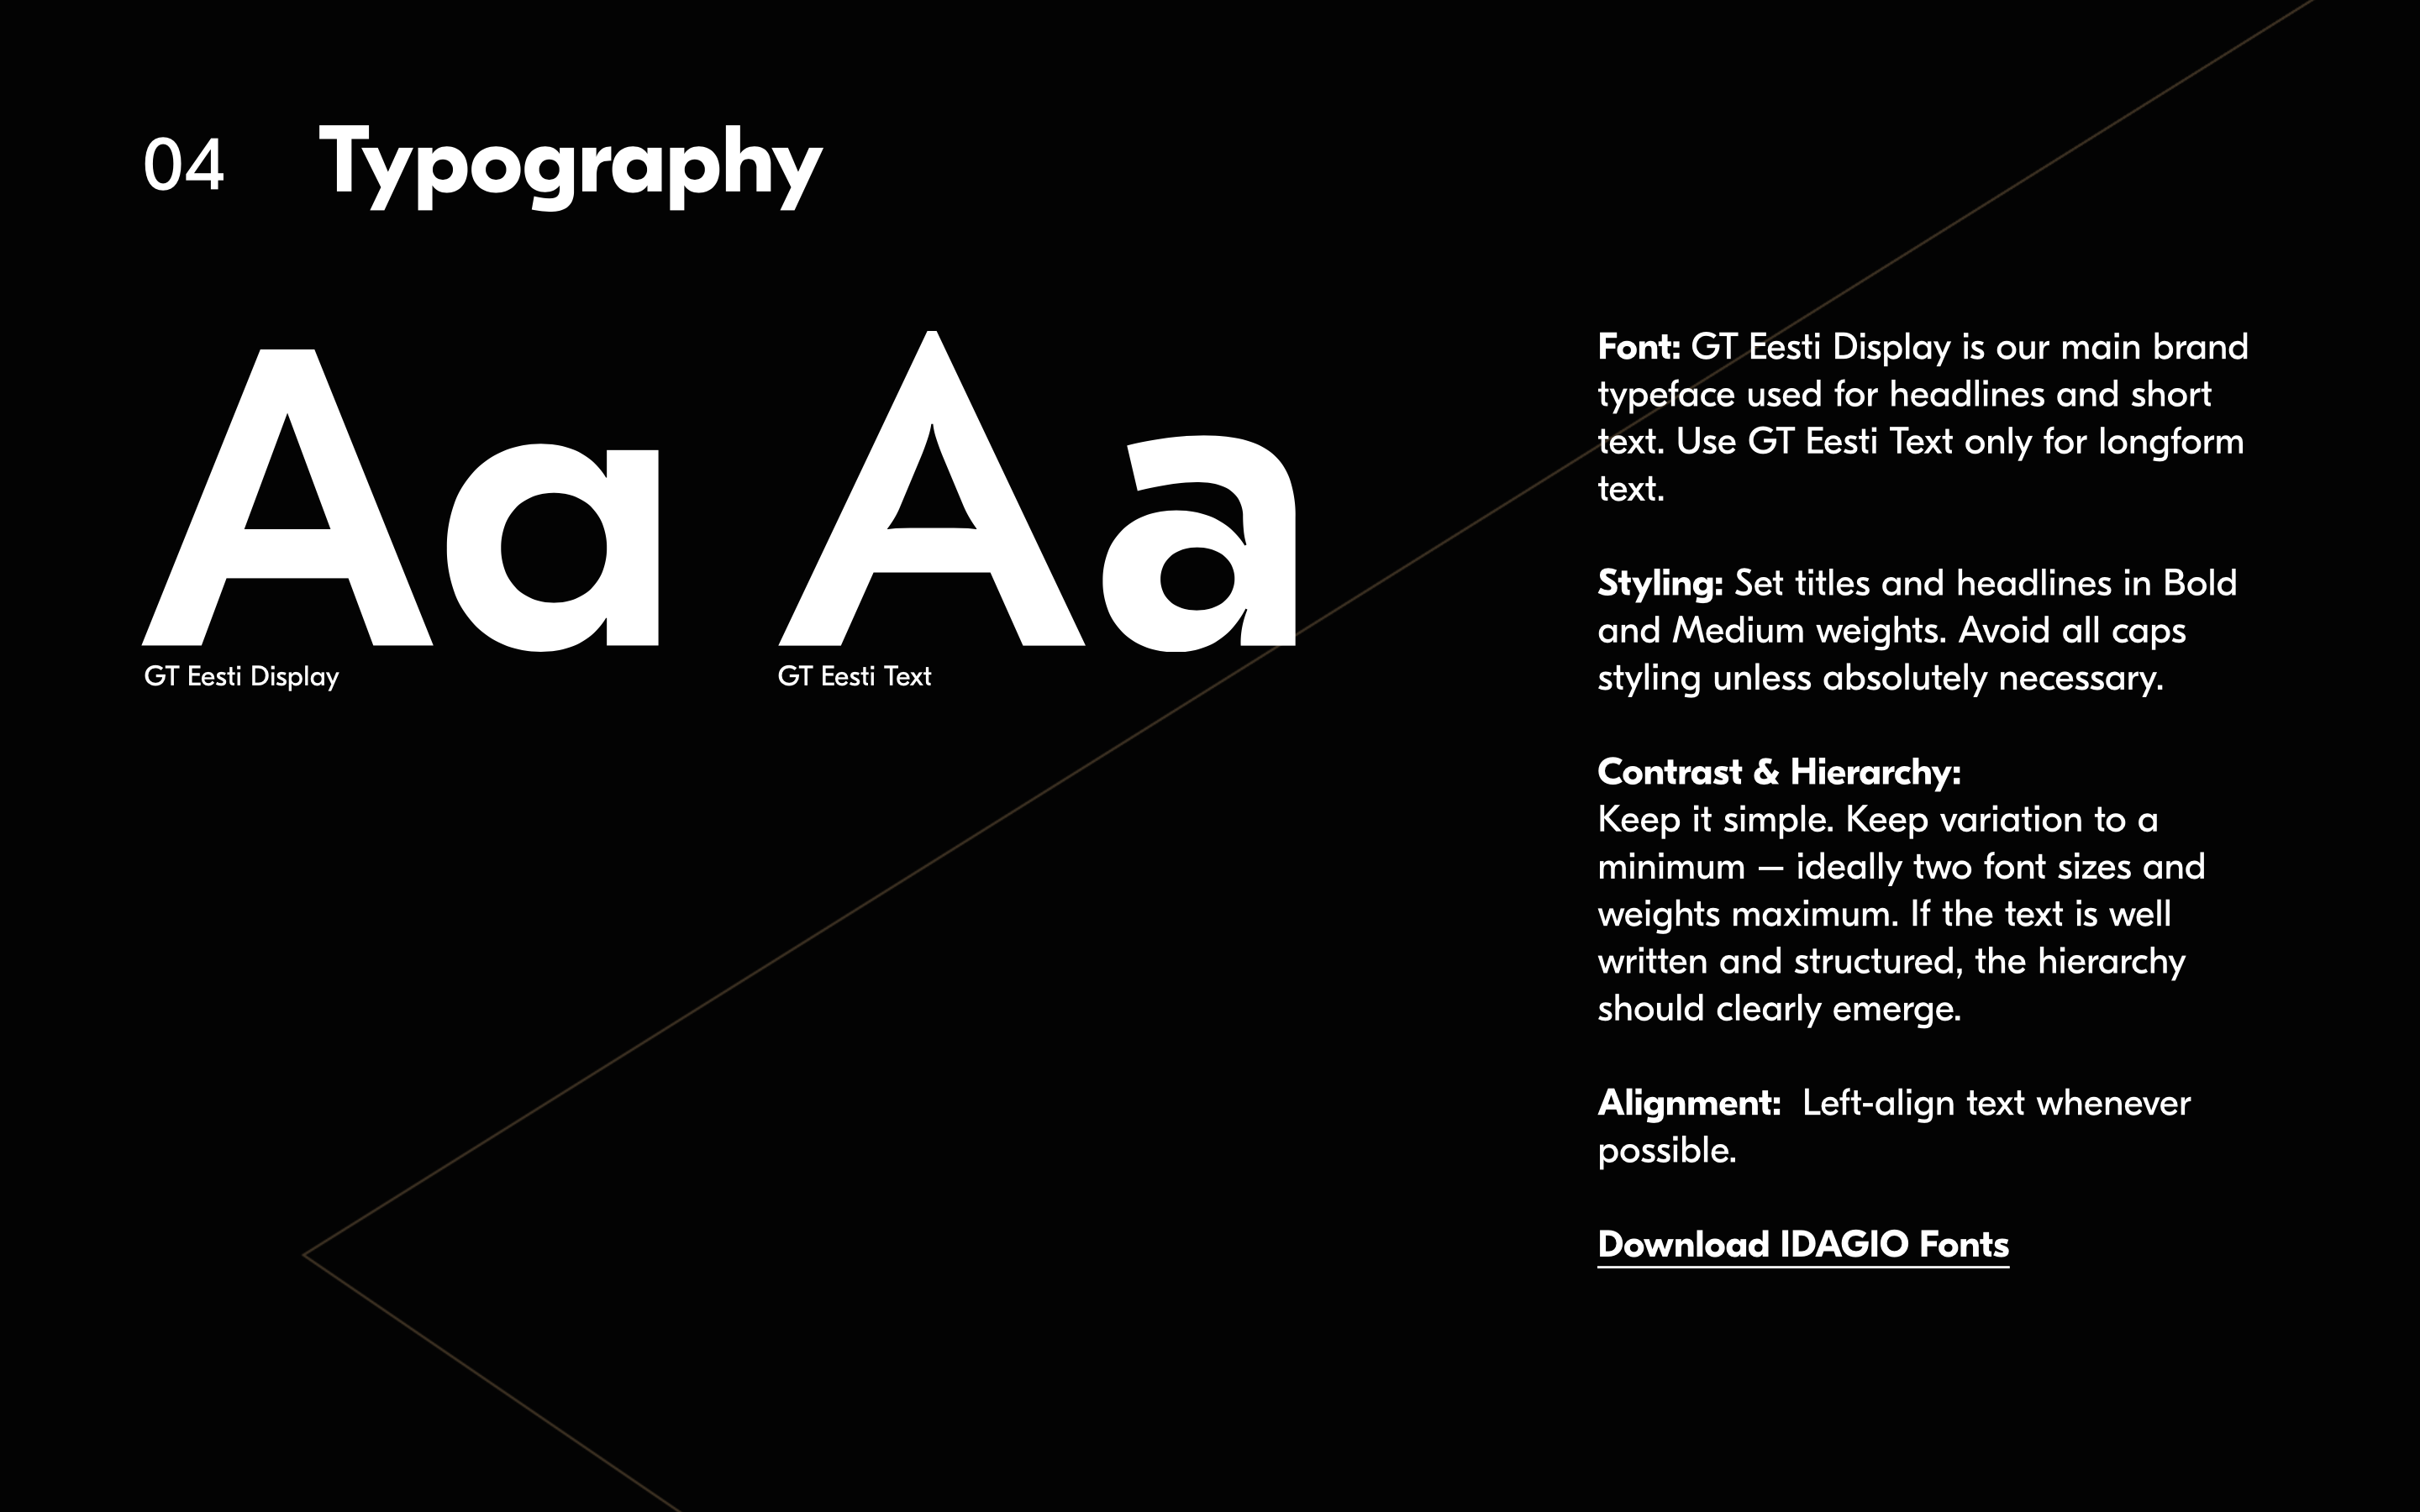 04 Typography
Aa
GT Eesti Display
Aa
GT Eesti Text
Font: GT Eesti Display is our main brand
typeface used for headlines and short
text. Use GT Eesti Text only for longform
text.
Styling: Set titles and headlines in Bold
and Medium weights. Avoid all caps
styling unless absolutely necessary.
Contrast & Hierarchy:
Keep it simple. Keep variation to a
minimum — ideally two font sizes and
weights maximum. If the text is well
written and structured, the hierarchy
should clearly emerge.
Alignment: Left-align text whenever
possible.
Download IDAGIO Fonts